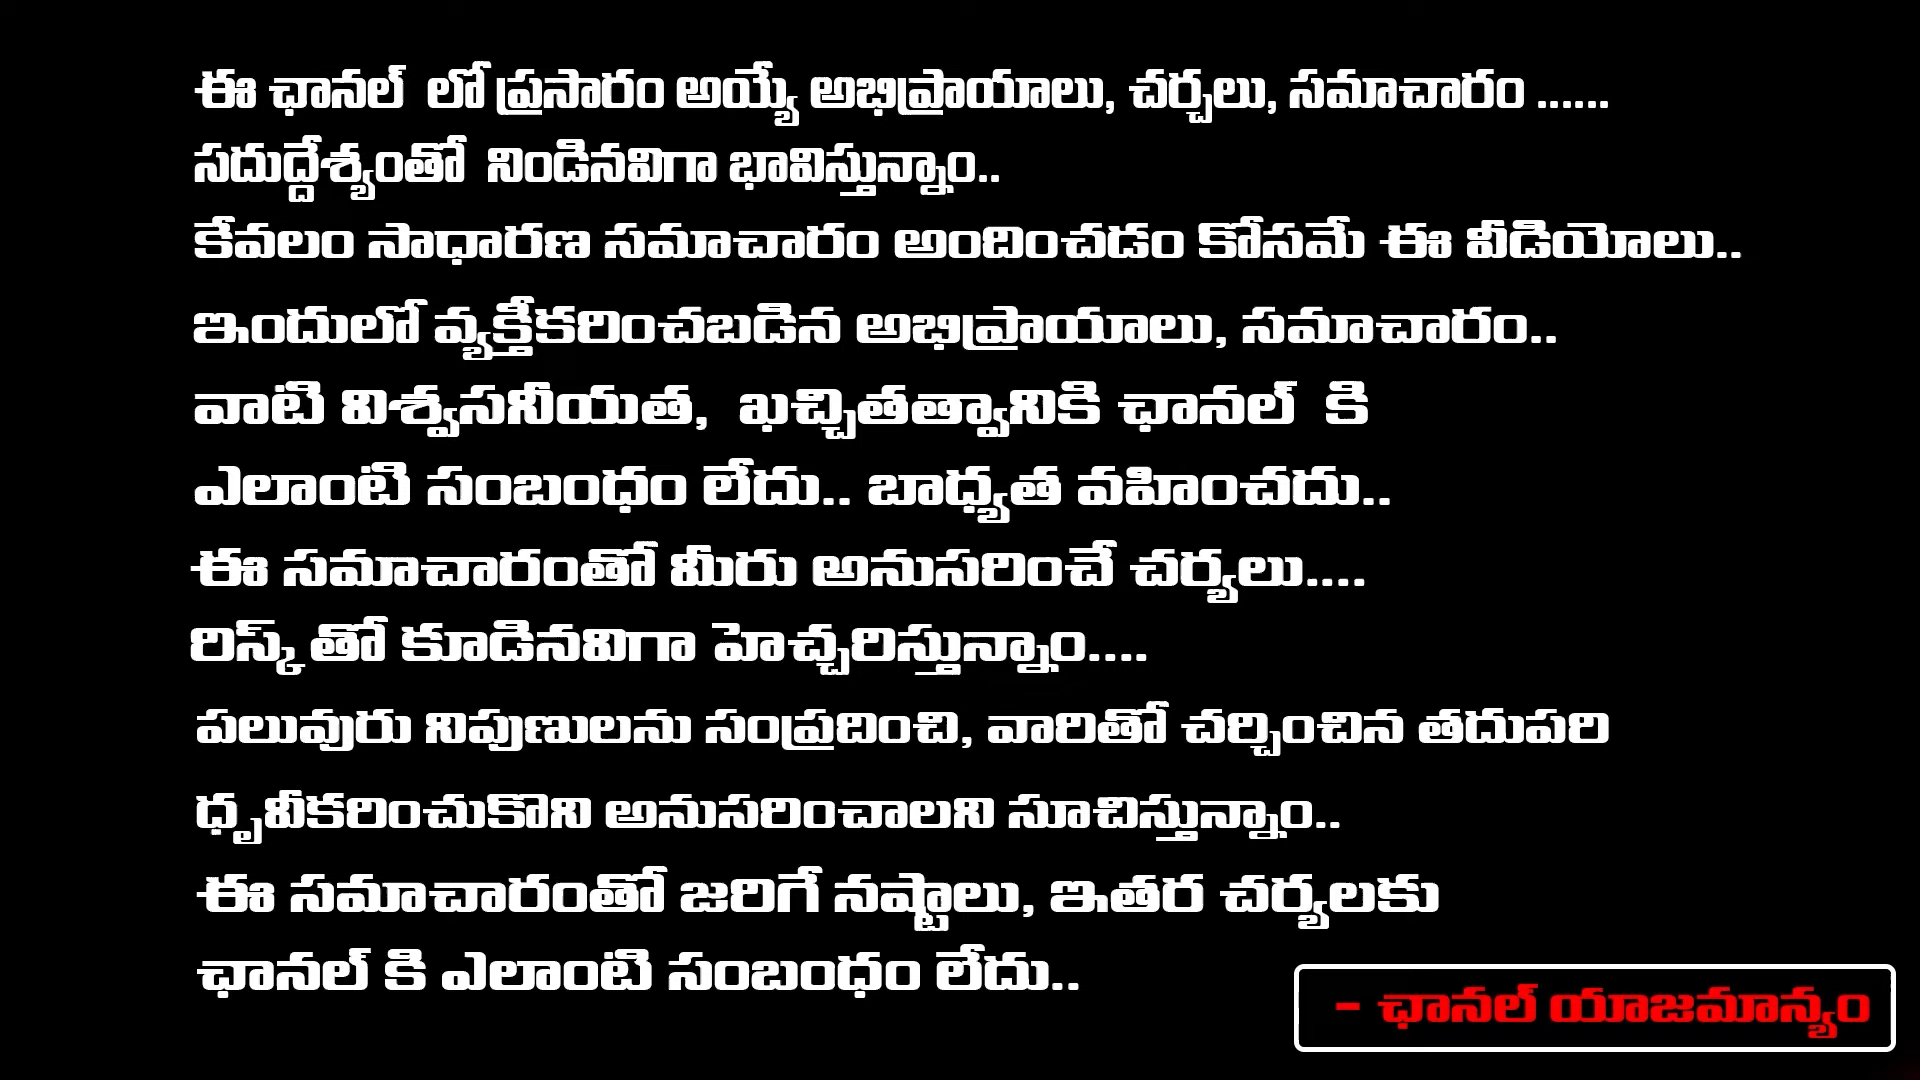 ఈ ఛానల్ లో ప్రసారం అయ్యే అభిప్రాయాలు, చర్చలు, సమాచారం ......
సదుద్దేశ్యంతో నిండినవిగా భావిస్తున్నాం..
కేవలం సాధారణ సమాచారం అందించడం కోసమే ఈ వీడియోలు..
ఇందులో వ్యక్తీకరించబడిన అభిప్రాయాలు, సమాచారం..
వాటి విశ్వసనీయత, ఖచ్చితత్వానికి ఛానల్ కి
ఎలాంటి సంబంధం లేదు.. బాధ్యత వహించదు..
ఈ సమాచారంతో మీరు అనుసరించే చర్యలు....
రిస్క్ తో కూడినవిగా హెచ్చరిస్తున్నాం....
పలువురు నిపుణులను సంప్రదించి, వారితో చర్చించిన తదుపరి
ధృవీకరించుకొని అనుసరించాలని సూచిస్తున్నాం..
ఈ సమాచారంతో జరిగే నష్టాలు, ఇతర చర్యలకు
ఛానల్ కి ఎలాంటి సంబంధం లేదు..
- ఛానల్ యాజమాన్యం